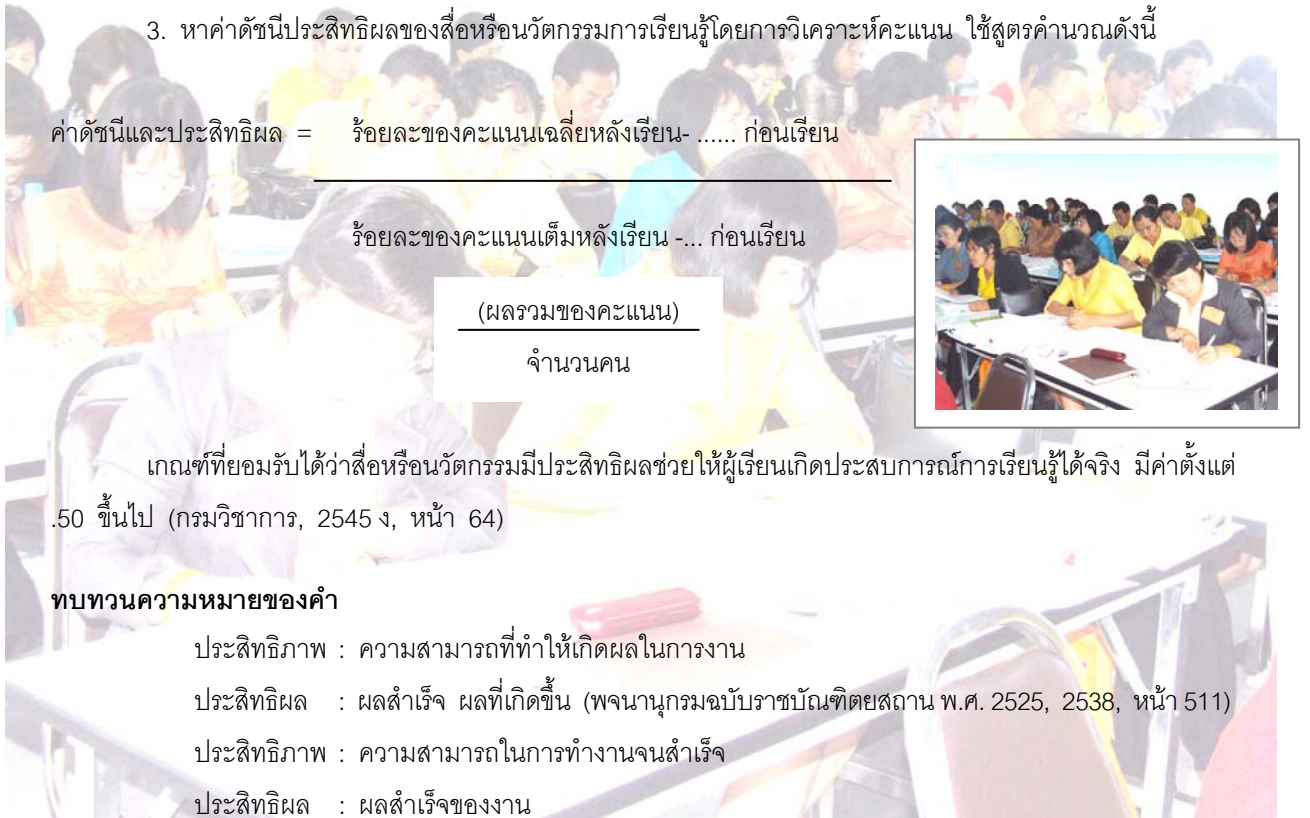 3. หาค่าดัชนีประสิทธิผลของสื่อหรือนวัตกรรมการเรียนรู้โดยการวิเคราะห์คะแนน ใช้สูตรคำนวณดังนี้
ค่าดัชนีและประสิทธิผล = ร้อยละของคะแนนเฉลี่ยหลังเรียน- ...... ก่อนเรียน
ร้อยละของคะแนนเต็มหลังเรียน -... ก่อนเรียน
(ผลรวมของคะแนน)
จำนวนคน
เกณฑ์ที่ยอมรับได้ว่าสื่อหรือนวัตกรรมมีประสิทธิผลช่วยให้ผู้เรียนเกิดประสบการณ์การเรียนรู้ได้จริง มีค่าตั้งแต่
.50 ขึ้นไป (กรมวิชาการ, 2545 ง, หน้า 64)
ทบทวนความหมายของคำ
ประสิทธิภาพ : ความสามารถที่ทำให้เกิดผลในการงาน
ประสิทธิผล : ผลสำเร็จ ผลที่เกิดขึ้น (พจนานุกรมฉบับราชบัณฑิตยสถาน พ.ศ. 2525, 2538, หน้า 511)
ประสิทธิภาพ : ความสามารถในการทำงานจนสำเร็จ
ประสิทธิผล : ผลสำเร็จของงาน